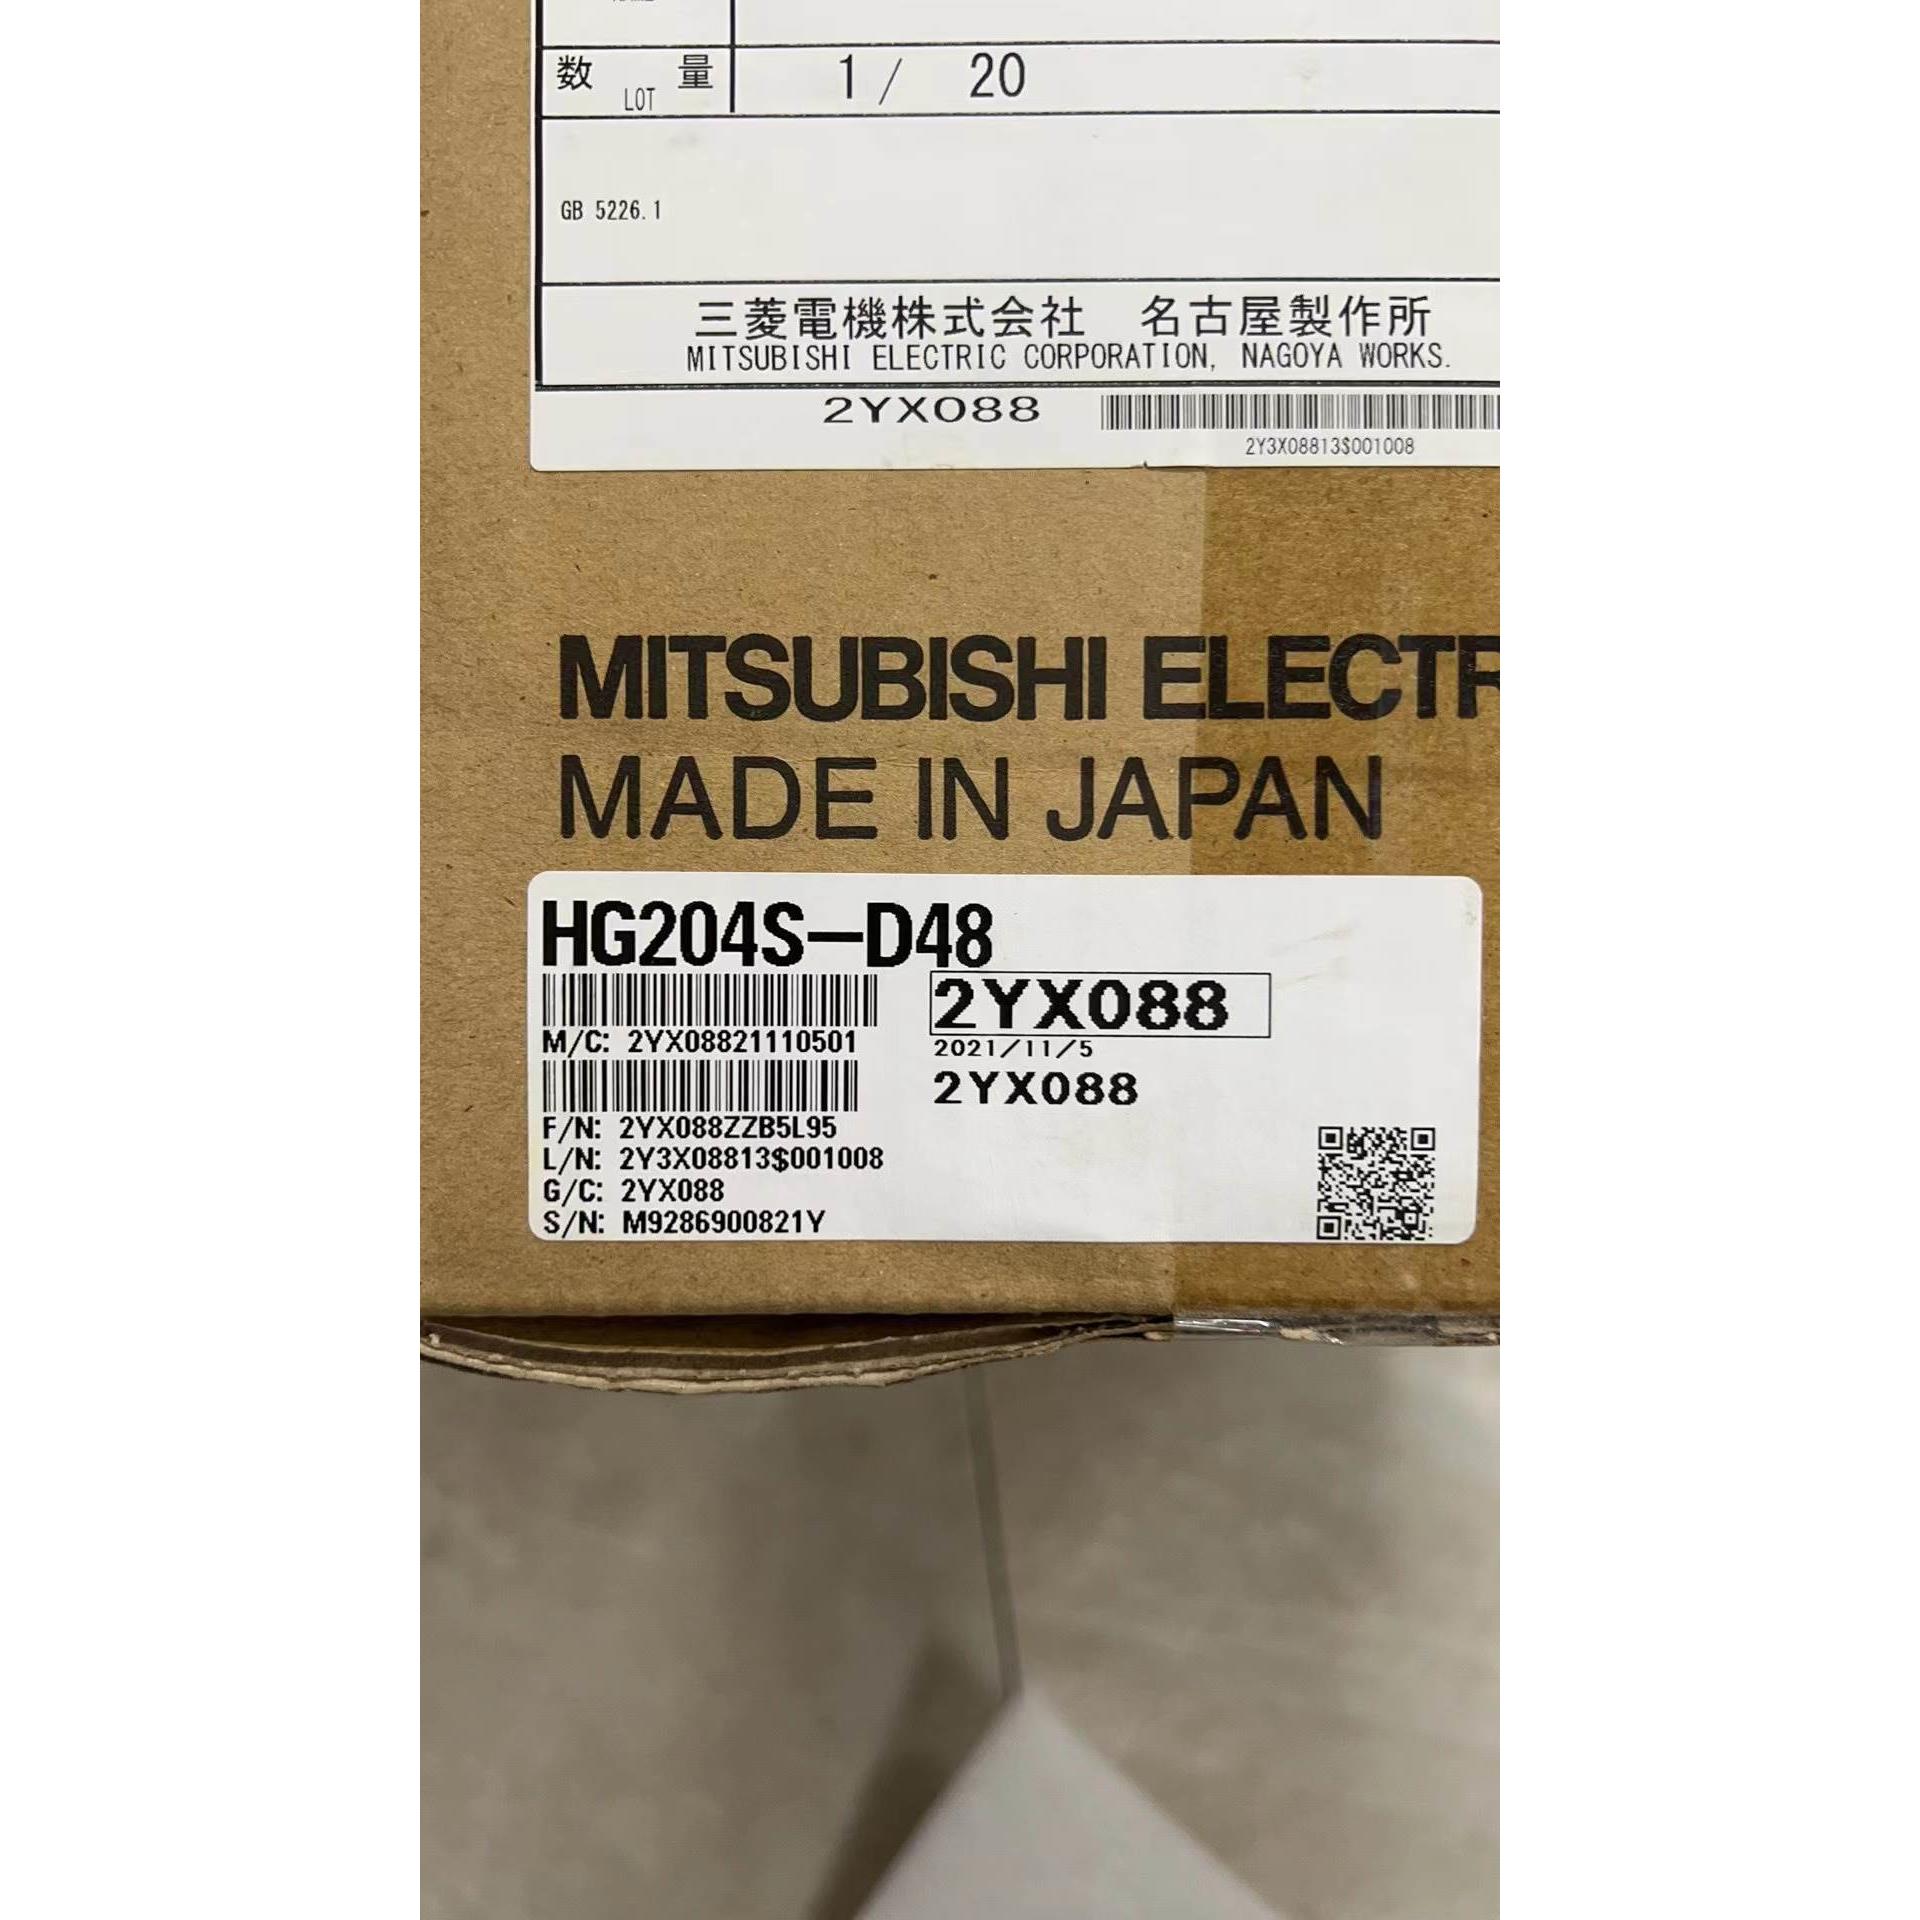 数 量 LOT 1 / 20
GB 5226.1
三菱電機株式会社 名古屋製作所
MITSUBISHI ELECTRIC CORPORATION, NAGOYA WORKS.
2YX088
2Y3X08813$001008
MITSUBISHI ELECTR
MADE IN JAPAN
HG204S-D48
2YX088
M/C: 2YX08821110501
2021/11/5
2YX088
F/N: 2YX088ZZB5L95
L/N: 2Y3X08813$001008
G/C: 2YX088
S/N: M9286900821Y